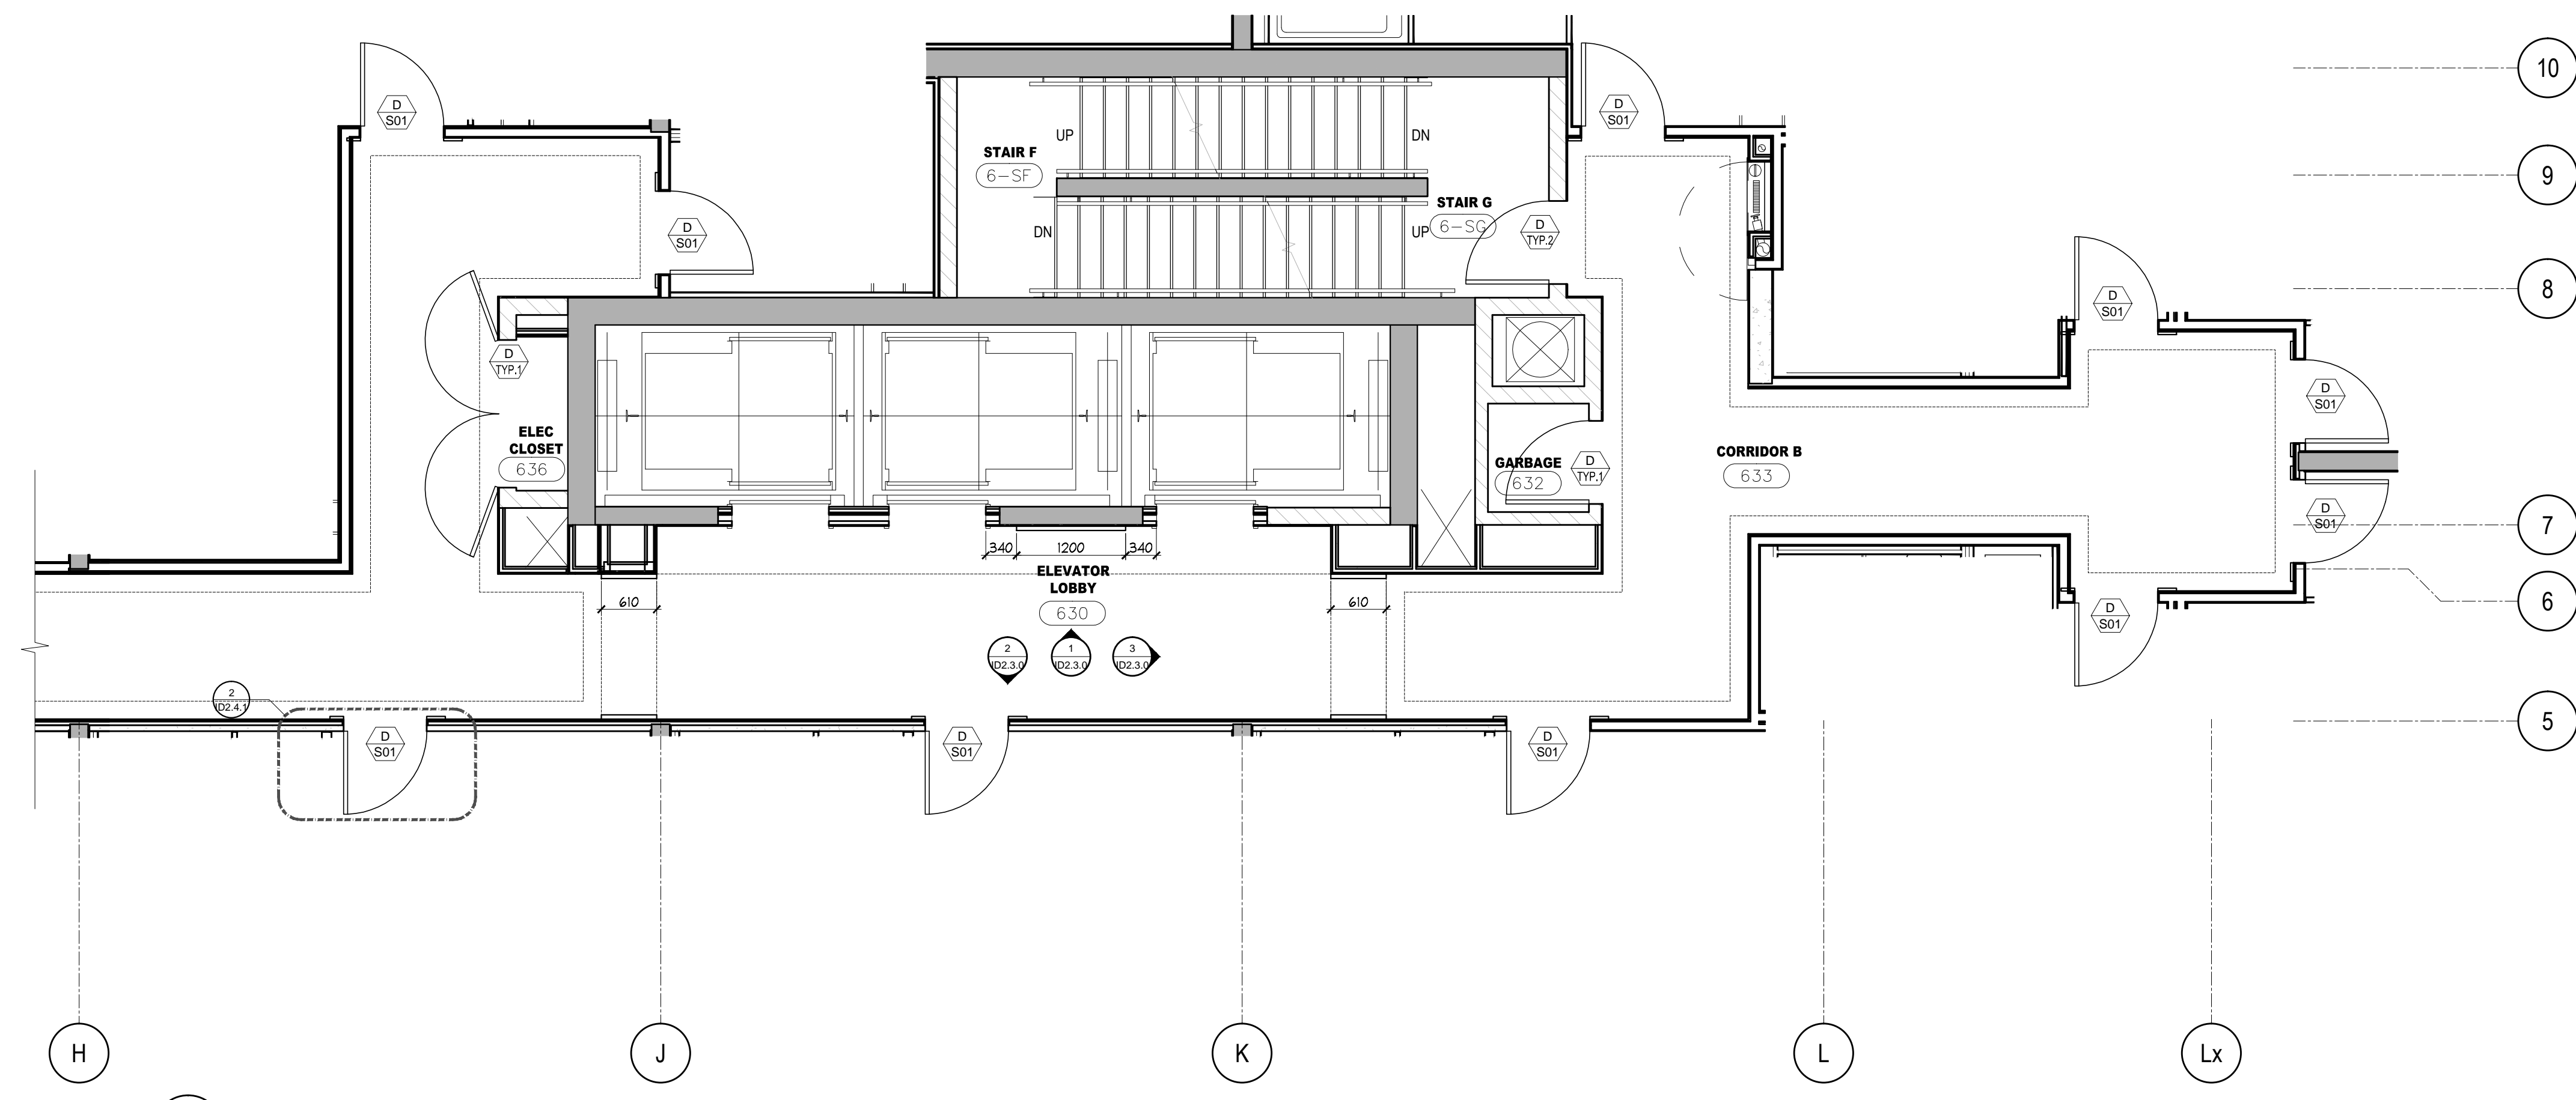 10
D
S01
D
S01
UP
DN
STAIR F
6-SF
9
STAIR G
6-SG
D
S01
DN
UP
D
TYP.2
8
D
S01
D
TYP.1
D
S01
ELEC
CLOSET
636
GARBAGE
632
D
TYP.1
CORRIDOR B
633
D
S01
7
340
1200
340
ELEVATOR
LOBBY
630
610
610
6
D
S01
2
ID2.3.0
1
ID2.3.0
3
ID2.3.0
2
ID2.4.1
5
D
S01
D
S01
D
S01
H
J
K
L
Lx